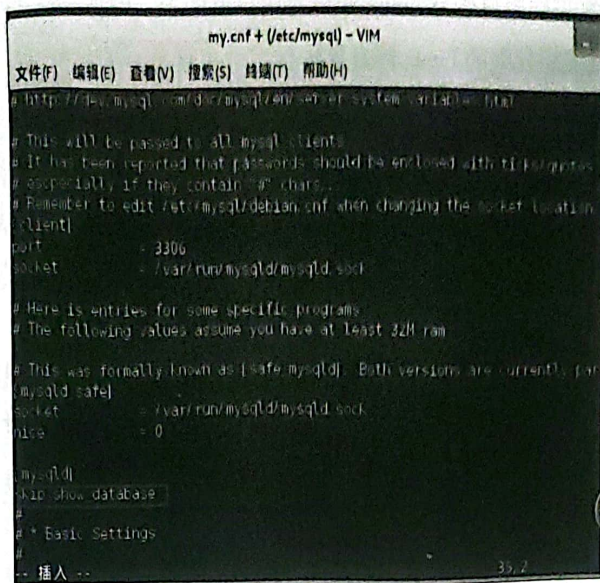 my.cnf + (/etc/mysql) – VIM
文件(F) 编辑(E) 查看(V) 搜索(S) 终端(T) 帮助(H)
# http://dev.mysql.com/doc/mysql/en/server-system-variables.html
# This will be passed to all mysql clients
# It has been reported that passwords should be enclosed with ticks/quotes
# escpecially if they contain "#" chars...
# Remember to edit /etc/mysql/debian.cnf when changing the socket location
[client]
port = 3306
socket = /var/run/mysqld/mysqld.sock
# Here is entries for some specific programs
# The following values assume you have at least 32M ram
# This was formally known as [safe_mysqld]. Both versions are currently par
[mysqld_safe]
socket = /var/run/mysqld/mysqld.sock
nice = 0
[mysqld]
skip show database
#
# * Basic Settings
#
-- 插入 -- 35,2